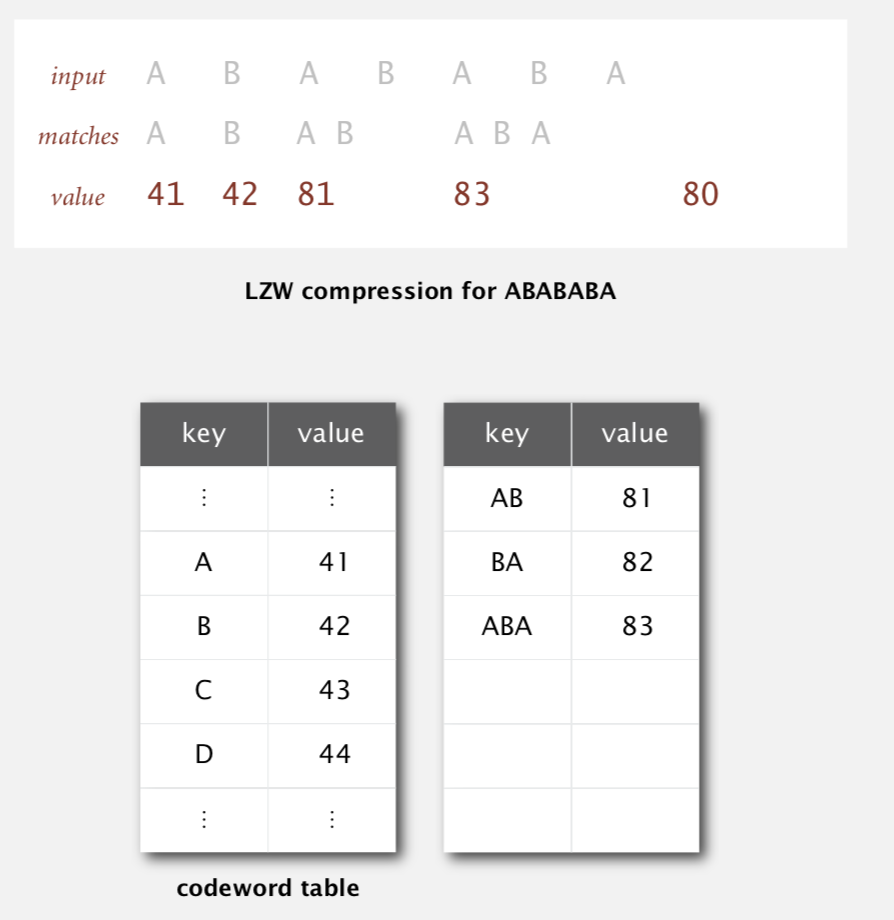 input A B A B A B A
matches A B A B A B A
value 41 42 81 83 80
LZW compression for ABABABA
key value
⋮ ⋮
A 41
B 42
C 43
D 44
⋮ ⋮
codeword table
key value
AB 81
BA 82
ABA 83